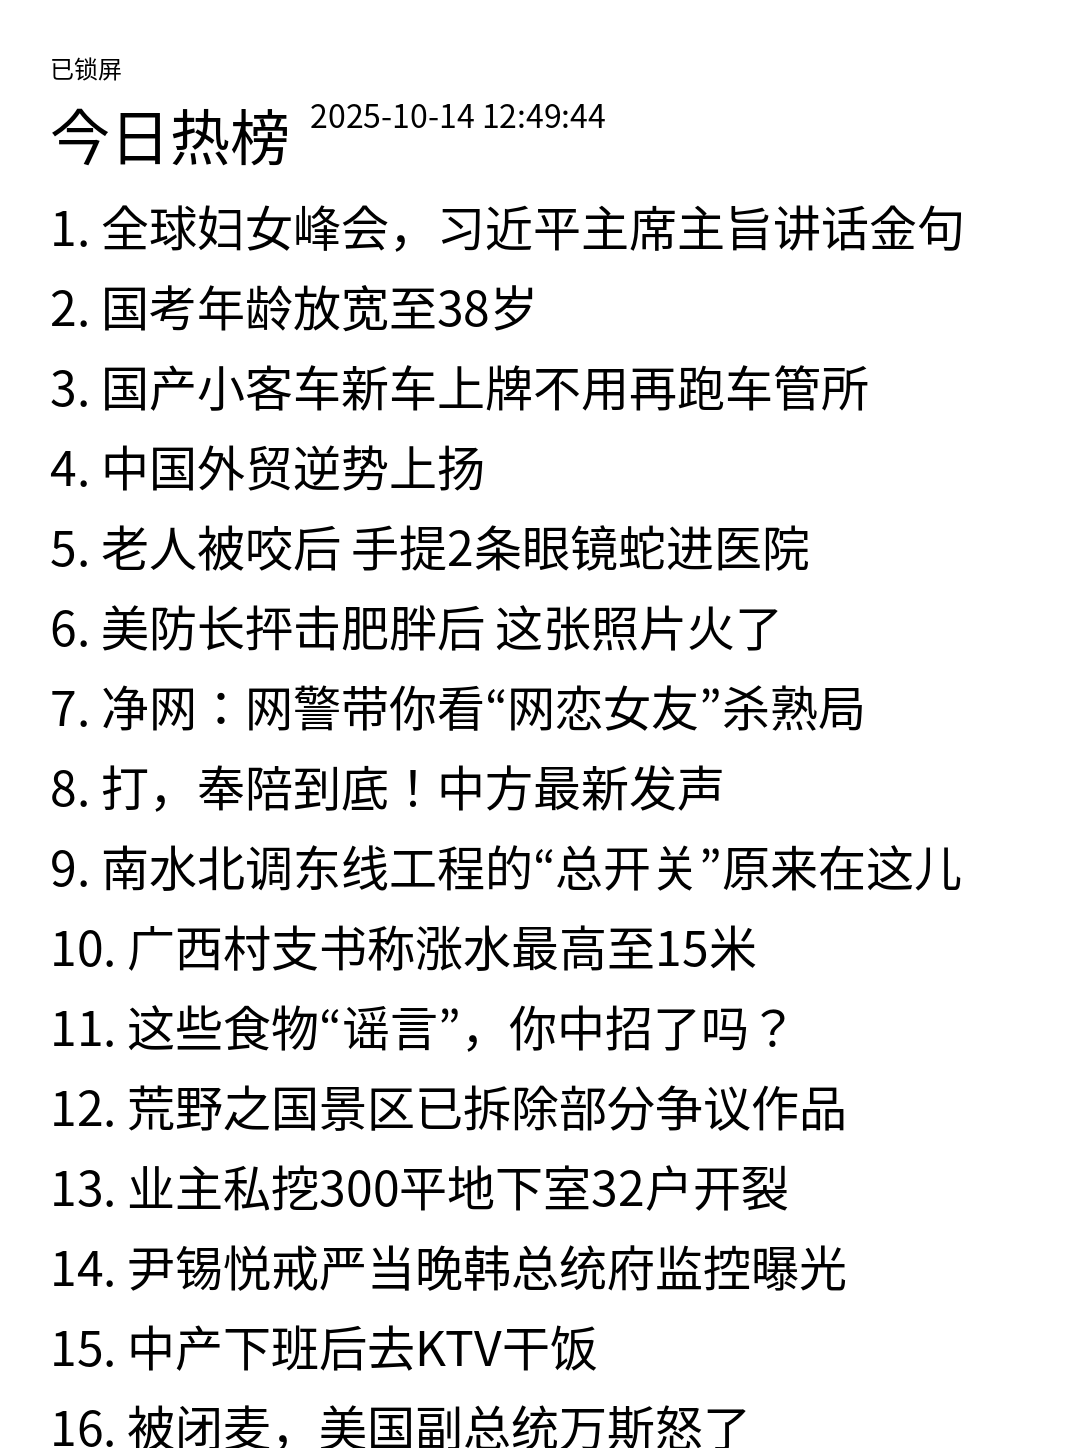 已锁屏
今日热榜 2025-10-14 12:49:44
1. 全球妇女峰会，习近平主席主旨讲话金句
2. 国考年龄放宽至38岁
3. 国产小客车新车上牌不用再跑车管所
4. 中国外贸逆势上扬
5. 老人被咬后 手提2条眼镜蛇进医院
6. 美防长抨击肥胖后 这张照片火了
7. 净网：网警带你看“网恋女友”杀熟局
8. 打，奉陪到底！中方最新发声
9. 南水北调东线工程的“总开关”原来在这儿
10. 广西村支书称涨水最高至15米
11. 这些食物“谣言”，你中招了吗？
12. 荒野之国景区已拆除部分争议作品
13. 业主私挖300平地下室32户开裂
14. 尹锡悦戒严当晚韩总统府监控曝光
15. 中产下班后去KTV干饭
16. 被闭麦，美国副总统万斯怒了